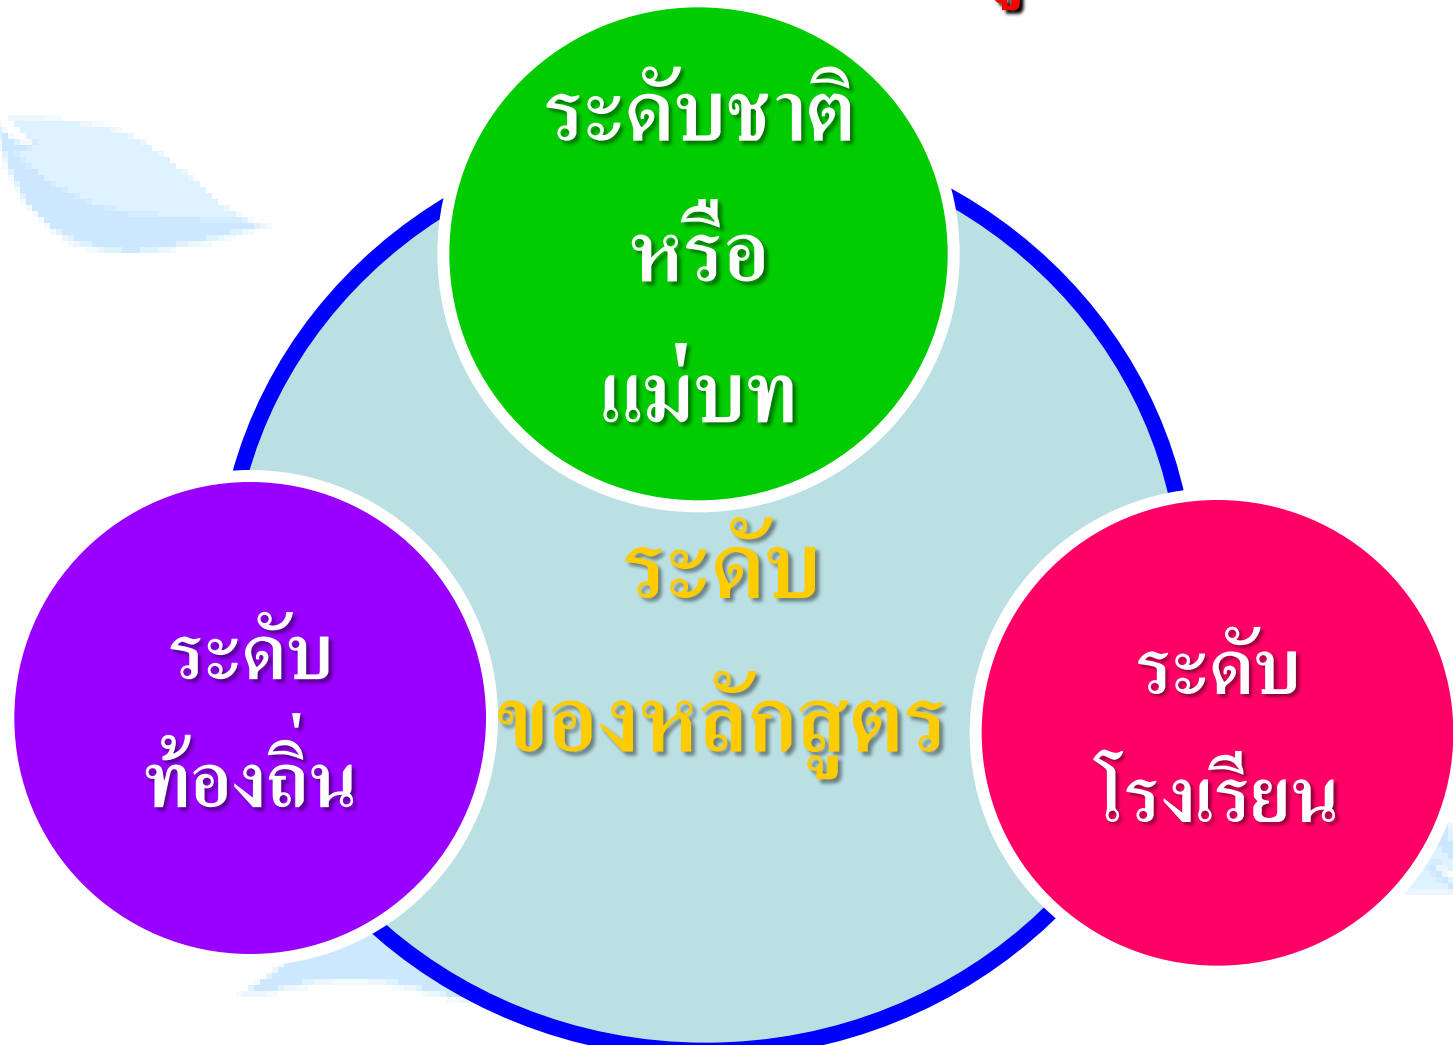 ระดับชาติ
หรือ
แม่บท
ระดับ
ของหลักสูตร
ระดับ
ท้องถิ่น
ระดับ
โรงเรียน